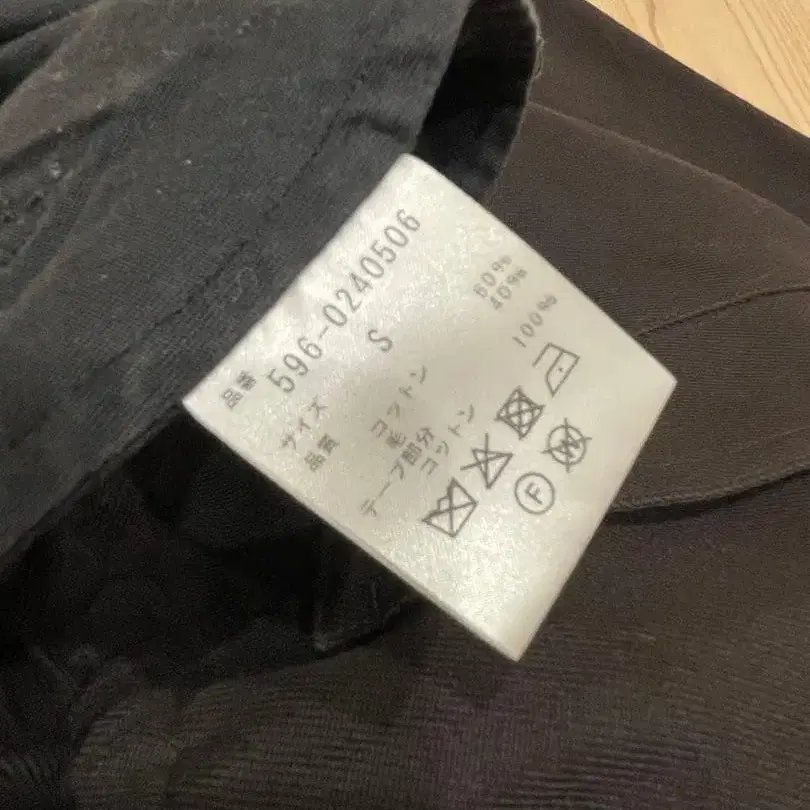 品番 596-0240506
サイズ S
品質 コットン 60%
毛 40%
テープ部分
コットン 100%
F W